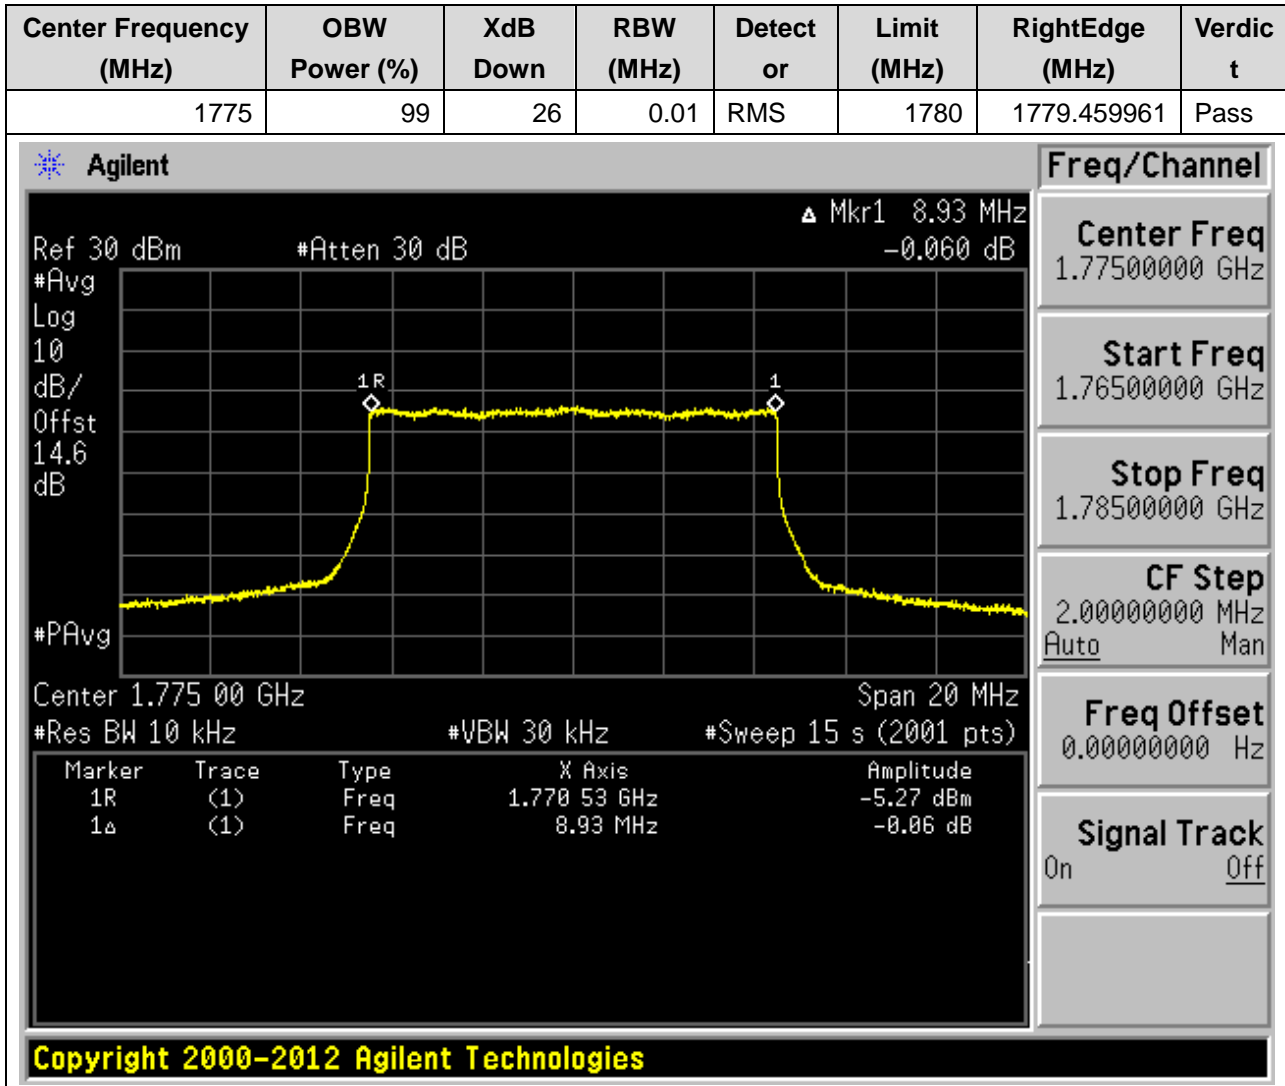 Center Frequency (MHz) OBW Power (%) XdB Down RBW (MHz) Detect or Limit (MHz) RightEdge (MHz) Verdic t
1775 99 26 0.01 RMS 1780 1779.459961 Pass
Agilent
Freq/Channel
Δ Mkr1 8.93 MHz
Ref 30 dBm #Atten 30 dB -0.060 dB
#Avg
Log
10
dB/
Offst
14.6
dB
#PAvg
1R
1
Center 1.775 00 GHz Span 20 MHz
#Res BW 10 kHz #VBW 30 kHz #Sweep 15 s (2001 pts)
Marker Trace Type X Axis Amplitude
1R (1) Freq 1.770 53 GHz -5.27 dBm
1Δ (1) Freq 8.93 MHz -0.06 dB
Center Freq
1.77500000 GHz
Start Freq
1.76500000 GHz
Stop Freq
1.78500000 GHz
CF Step
2.00000000 MHz
Auto Man
Freq Offset
0.00000000 Hz
Signal Track
On Off
Copyright 2000-2012 Agilent Technologies